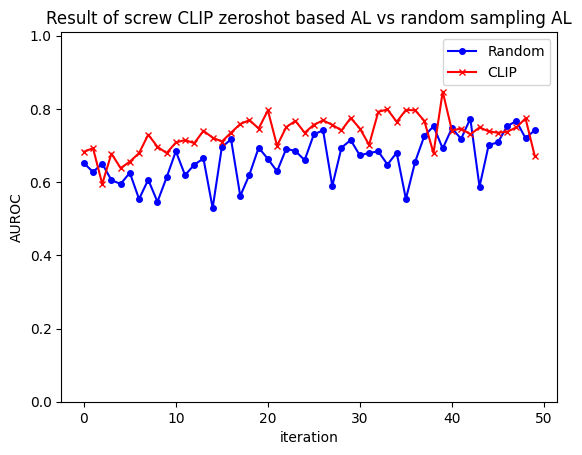 Result of screw CLIP zeroshot based AL vs random sampling AL
Random
CLIP
AUROC
1.0
0.8
0.6
0.4
0.2
0.0
0 10 20 30 40 50
iteration